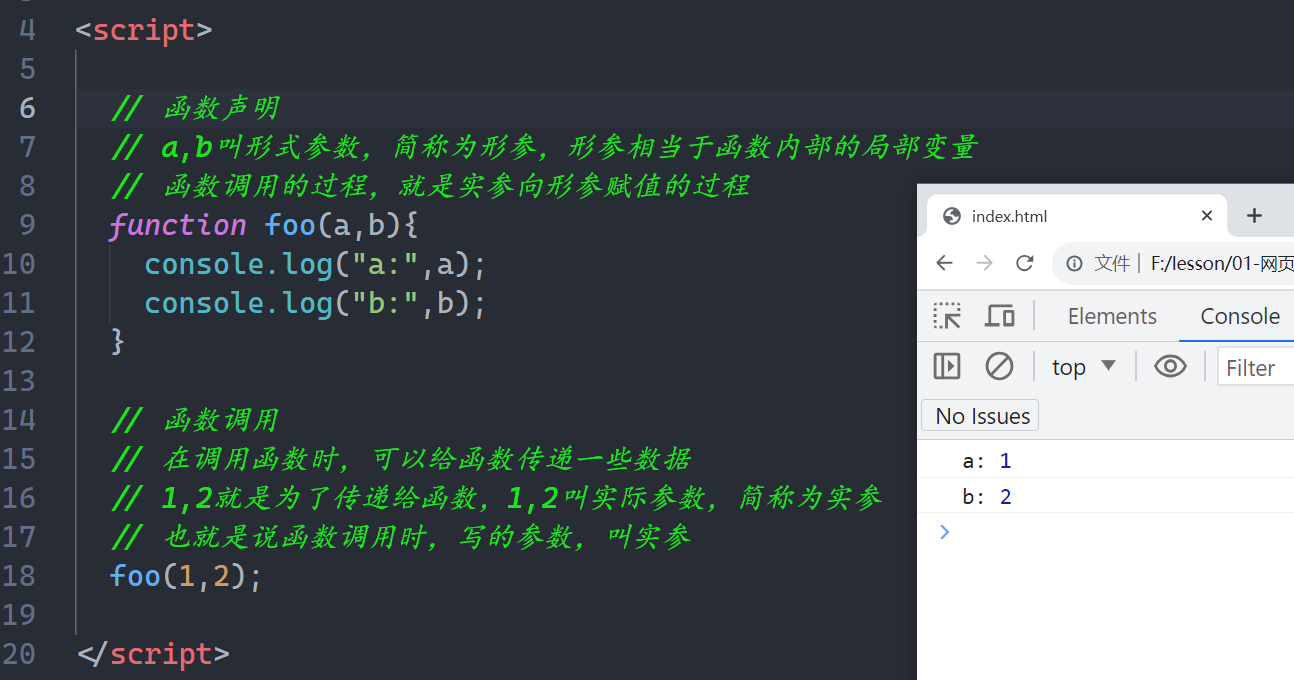 4 <script>
5
6 // 函数声明
7 // a,b叫形式参数，简称为形参，形参相当于函数内部的局部变量
8 // 函数调用的过程，就是实参向形参赋值的过程
9 function foo(a,b){
10 console.log("a:",a);
11 console.log("b:",b);
12 }
13
14 // 函数调用
15 // 在调用函数时，可以给函数传递一些数据
16 // 1,2就是为了传递给函数，1,2叫实际参数，简称为实参
17 // 也就是说函数调用时，写的参数，叫实参
18 foo(1,2);
19
20 </script>
index.html
文件 F:/lesson/01-网页
Elements Console
top Filter
No Issues
a: 1
b: 2